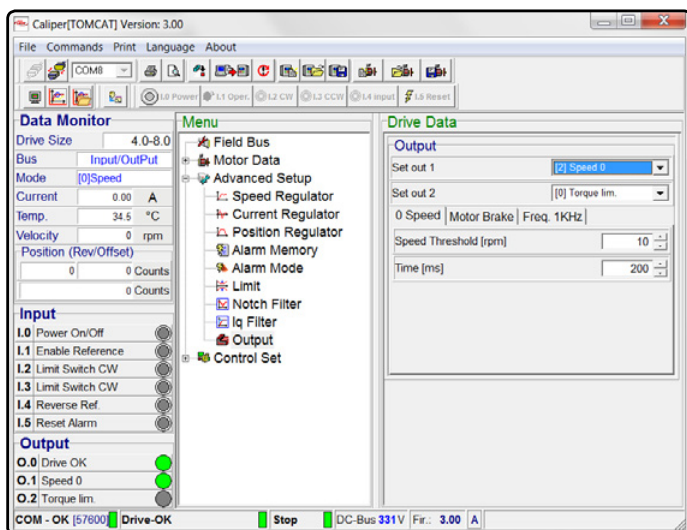 Caliper[TOMCAT] Version: 3.00
File Commands Print Language About
COM8
I.0 Power I.1 Oper. I.2 CW I.3 CCW I.4 input I.5 Reset
Data Monitor
Drive Size 4.0-8.0
Bus Input/OutPut
Mode [0]Speed
Current 0.00 A
Temp. 34.5 °C
Velocity 0 rpm
Position (Rev/Offset)
0 0 Counts
0 Counts
Input
I.0 Power On/Off
I.1 Enable Reference
I.2 Limit Switch CW
I.3 Limit Switch CW
I.4 Reverse Ref.
I.5 Reset Alarm
Output
O.0 Drive OK
O.1 Speed 0
O.2 Torque lim.
Menu
Field Bus
Motor Data
Advanced Setup
Speed Regulator
Current Regulator
Position Regulator
Alarm Memory
Alarm Mode
Limit
Notch Filter
Iq Filter
Output
Control Set
Drive Data
Output
Set out 1 [2] Speed 0
Set out 2 [0] Torque lim.
0 Speed Motor Brake Freq. 1KHz
Speed Threshold [rpm] 10
Time [ms] 200
COM - OK [57600] Drive-OK Stop DC-Bus 331 V Fir.: 3.00 A